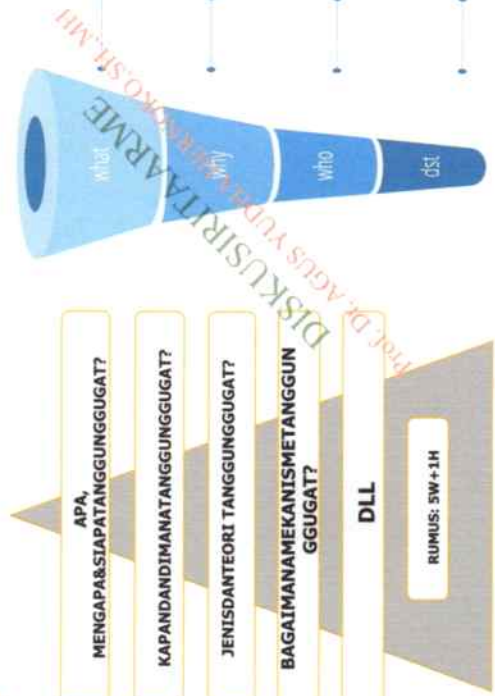 APA,
MENGAPA&SIAPATANGGUNGGUGAT?
KAPANDANDIMANATANGGUNGGUGAT?
JENISDANTEORI TANGGUNGGUGAT?
BAGAIMANAMEKANISMETANGGUN
GGUGAT?
DLL
RUMUS: 5W+1H
what
why
who
dst
DISKUSIRITAARME
Prof. Dr. AGUS YUDHA HERNOKO.SH.,MH